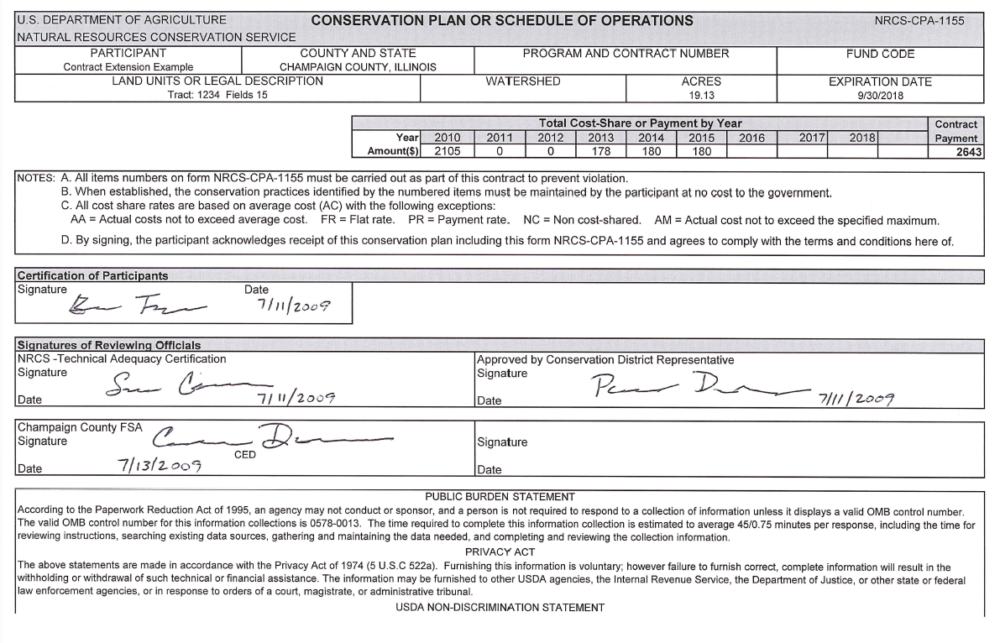 U.S. DEPARTMENT OF AGRICULTURE CONSERVATION PLAN OR SCHEDULE OF OPERATIONS NRCS-CPA-1155
NATURAL RESOURCES CONSERVATION SERVICE
PARTICIPANT COUNTY AND STATE PROGRAM AND CONTRACT NUMBER FUND CODE
Contract Extension Example CHAMPAIGN COUNTY, ILLINOIS
LAND UNITS OR LEGAL DESCRIPTION WATERSHED ACRES EXPIRATION DATE
Tract: 1234 Fields 15 19.13 9/30/2018
Total Cost-Share or Payment by Year Contract
Year 2010 2011 2012 2013 2014 2015 2016 2017 2018 Payment
Amount($) 2105 0 0 178 180 180 2643
NOTES: A. All items numbers on form NRCS-CPA-1155 must be carried out as part of this contract to prevent violation.
B. When established, the conservation practices identified by the numbered items must be maintained by the participant at no cost to the government.
C. All cost share rates are based on average cost (AC) with the following exceptions:
AA = Actual costs not to exceed average cost. FR = Flat rate. PR = Payment rate. NC = Non cost-shared. AM = Actual cost not to exceed the specified maximum.
D. By signing, the participant acknowledges receipt of this conservation plan including this form NRCS-CPA-1155 and agrees to comply with the terms and conditions here of.
Certification of Participants
Signature Date
7/11/2009
Signatures of Reviewing Officials
NRCS -Technical Adequacy Certification Approved by Conservation District Representative
Signature Signature
Date 7/11/2009 Date 7/11/2009
Champaign County FSA
Signature Signature
CED
Date 7/13/2009 Date
PUBLIC BURDEN STATEMENT
According to the Paperwork Reduction Act of 1995, an agency may not conduct or sponsor, and a person is not required to respond to a collection of information unless it displays a valid OMB control number.
The valid OMB control number for this information collections is 0578-0013. The time required to complete this information collection is estimated to average 45/0.75 minutes per response, including the time for
reviewing instructions, searching existing data sources, gathering and maintaining the data needed, and completing and reviewing the collection information.
PRIVACY ACT
The above statements are made in accordance with the Privacy Act of 1974 (5 U.S.C 522a). Furnishing this information is voluntary; however failure to furnish correct, complete information will result in the
withholding or withdrawal of such technical or financial assistance. The information may be furnished to other USDA agencies, the Internal Revenue Service, the Department of Justice, or other state or federal
law enforcement agencies, or in response to orders of a court, magistrate, or administrative tribunal.
USDA NON-DISCRIMINATION STATEMENT